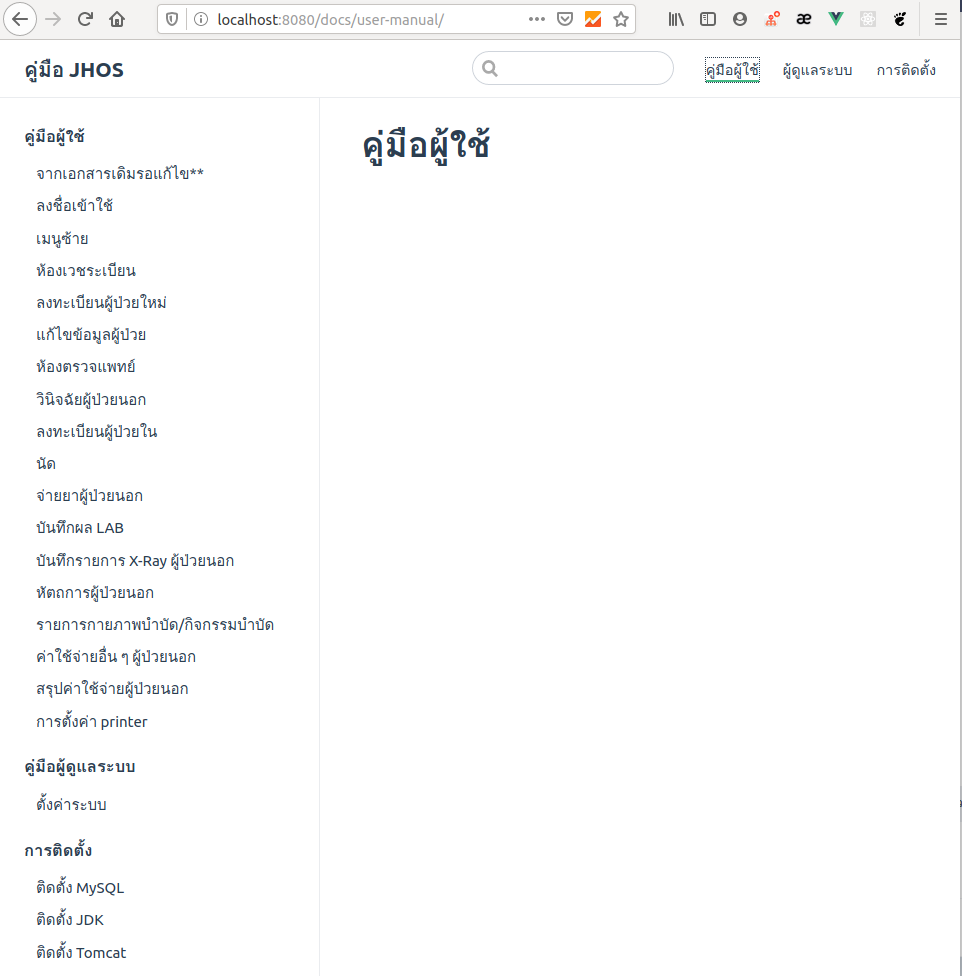 localhost:8080/docs/user-manual/
คู่มือ JHOS
คู่มือผู้ใช้ ผู้ดูแลระบบ การติดตั้ง
คู่มือผู้ใช้
คู่มือผู้ใช้
จากเอกสารเดิมรอแก้ไข**
ลงชื่อเข้าใช้
เมนูซ้าย
ห้องเวชระเบียน
ลงทะเบียนผู้ป่วยใหม่
แก้ไขข้อมูลผู้ป่วย
ห้องตรวจแพทย์
วินิจฉัยผู้ป่วยนอก
ลงทะเบียนผู้ป่วยใน
นัด
จ่ายยาผู้ป่วยนอก
บันทึกผล LAB
บันทึกรายการ X-Ray ผู้ป่วยนอก
หัตถการผู้ป่วยนอก
รายการกายภาพบำบัด/กิจกรรมบำบัด
ค่าใช้จ่ายอื่น ๆ ผู้ป่วยนอก
สรุปค่าใช้จ่ายผู้ป่วยนอก
การตั้งค่า printer
คู่มือผู้ดูแลระบบ
ตั้งค่าระบบ
การติดตั้ง
ติดตั้ง MySQL
ติดตั้ง JDK
ติดตั้ง Tomcat